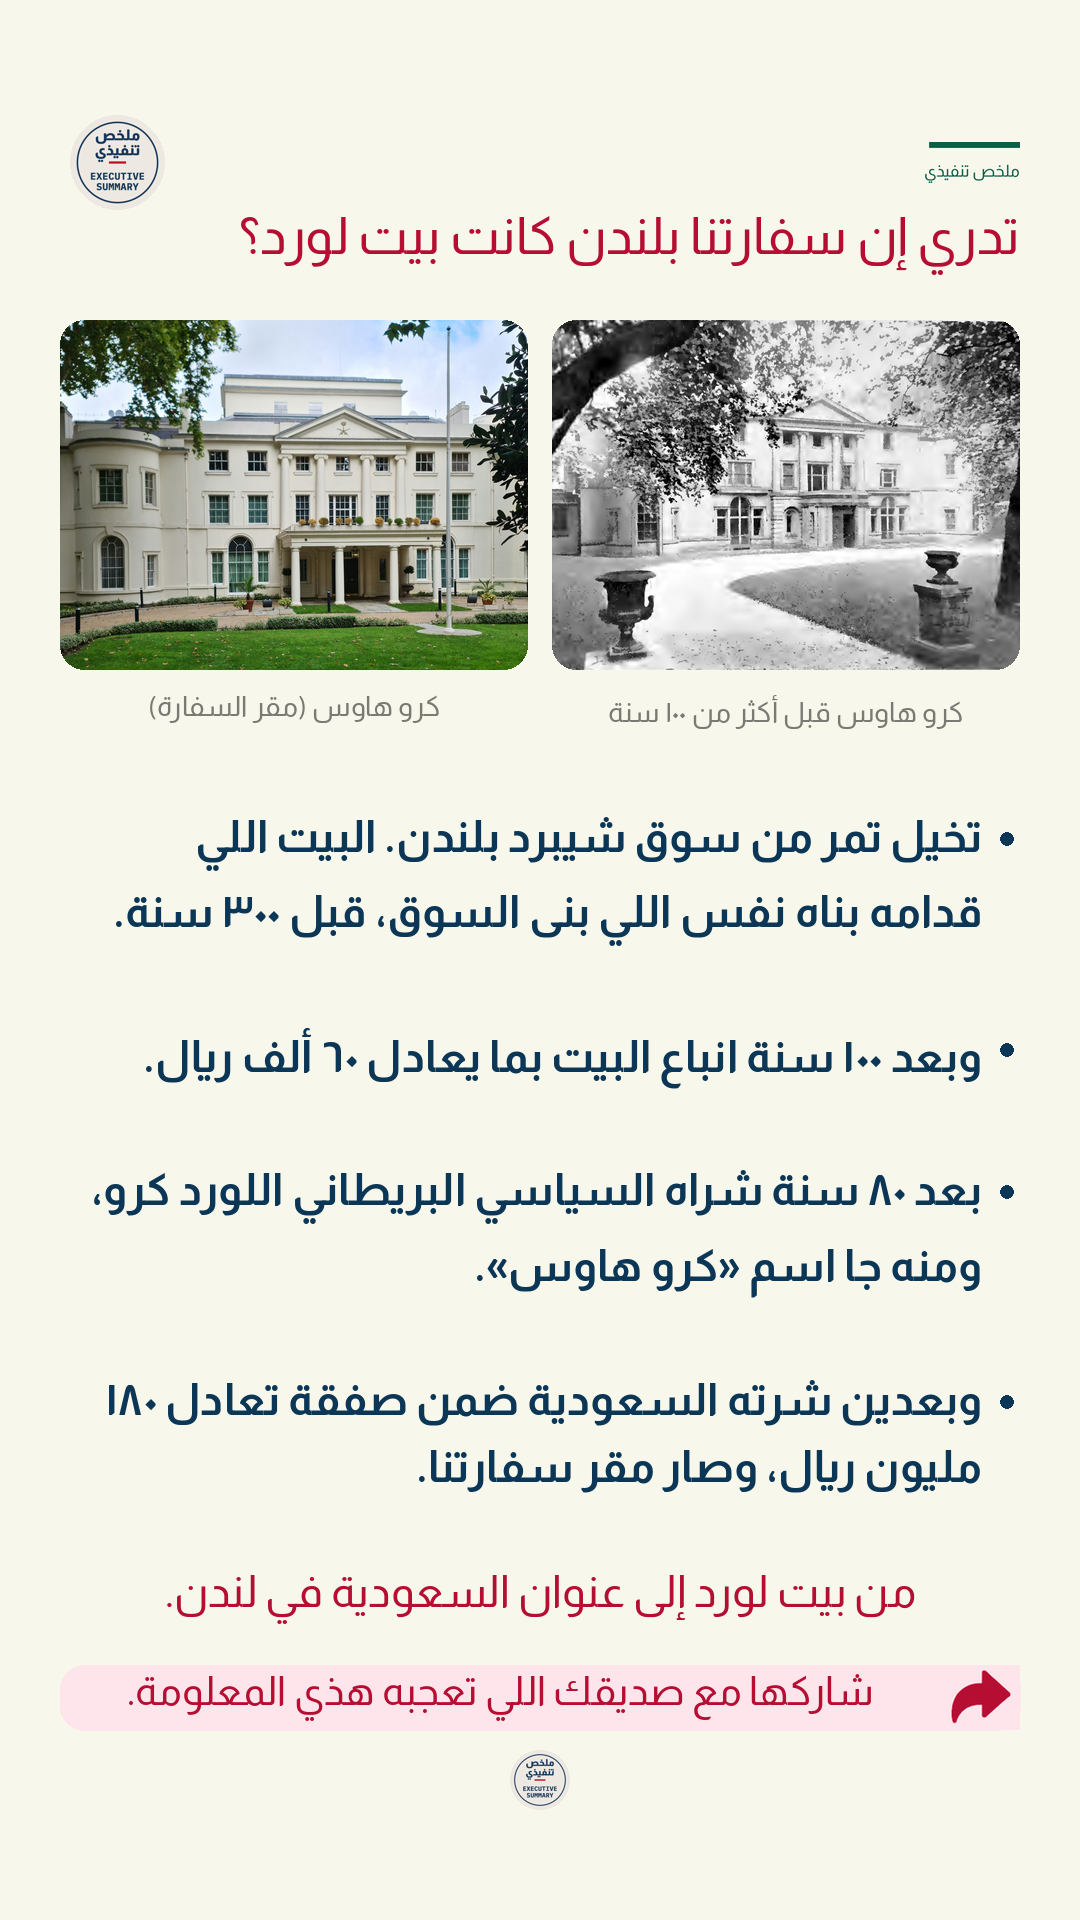 ملخص تنفيذي
EXECUTIVE
SUMMARY
ملخص تنفيذي
تدري إن سفارتنا بلندن كانت بيت لورد؟
كرو هاوس قبل أكثر من ١٠٠ سنة
كرو هاوس (مقر السفارة)
• تخيل تمر من سوق شيبرد بلندن. البيت اللي
قدامه بناه نفس اللي بنى السوق، قبل ٣٠٠ سنة.
• وبعد ١٠٠ سنة انباع البيت بما يعادل ٦٠ ألف ريال.
• بعد ٨٠ سنة شراه السياسي البريطاني اللورد كرو،
ومنه جا اسم «كرو هاوس».
• وبعدين شرته السعودية ضمن صفقة تعادل ١٨٠
مليون ريال، وصار مقر سفارتنا.
من بيت لورد إلى عنوان السعودية في لندن.
شاركها مع صديقك اللي تعجبه هذي المعلومة.
ملخص
تنفيذي
EXECUTIVE
SUMMARY